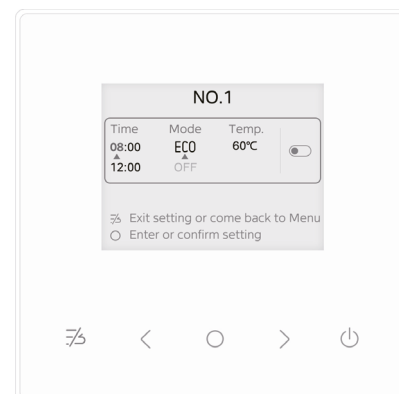 NO.1
Time Mode Temp.
08:00 ECO 60℃
12:00 OFF
Exit setting or come back to Menu
Enter or confirm setting